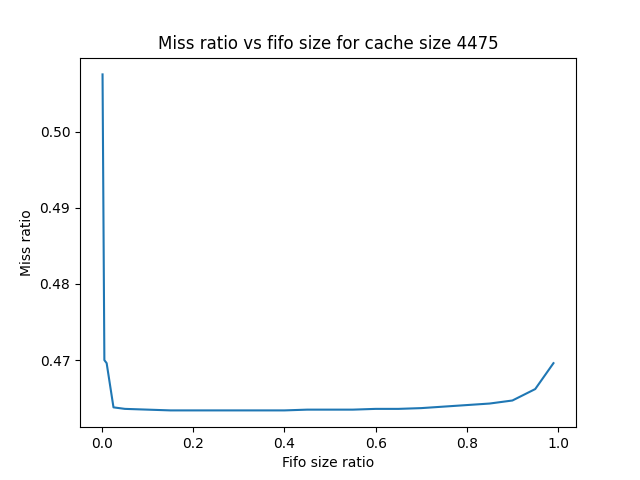 Miss ratio vs fifo size for cache size 4475
0.50
0.49
0.48
0.47
Miss ratio
0.0 0.2 0.4 0.6 0.8 1.0
Fifo size ratio